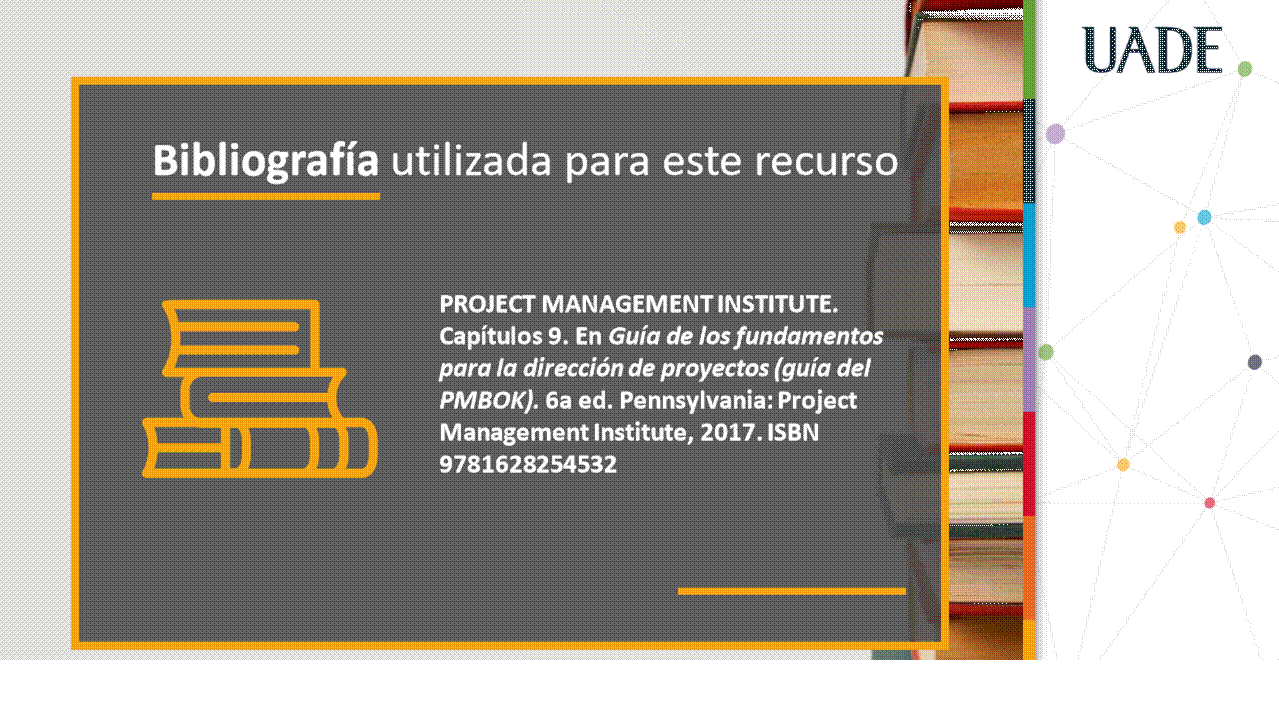 UADE
Bibliografía utilizada para este recurso
PROJECT MANAGEMENT INSTITUTE.
Capítulos 9. En Guía de los fundamentos
para la dirección de proyectos (guía del
PMBOK). 6a ed. Pennsylvania: Project
Management Institute, 2017. ISBN
9781628254532